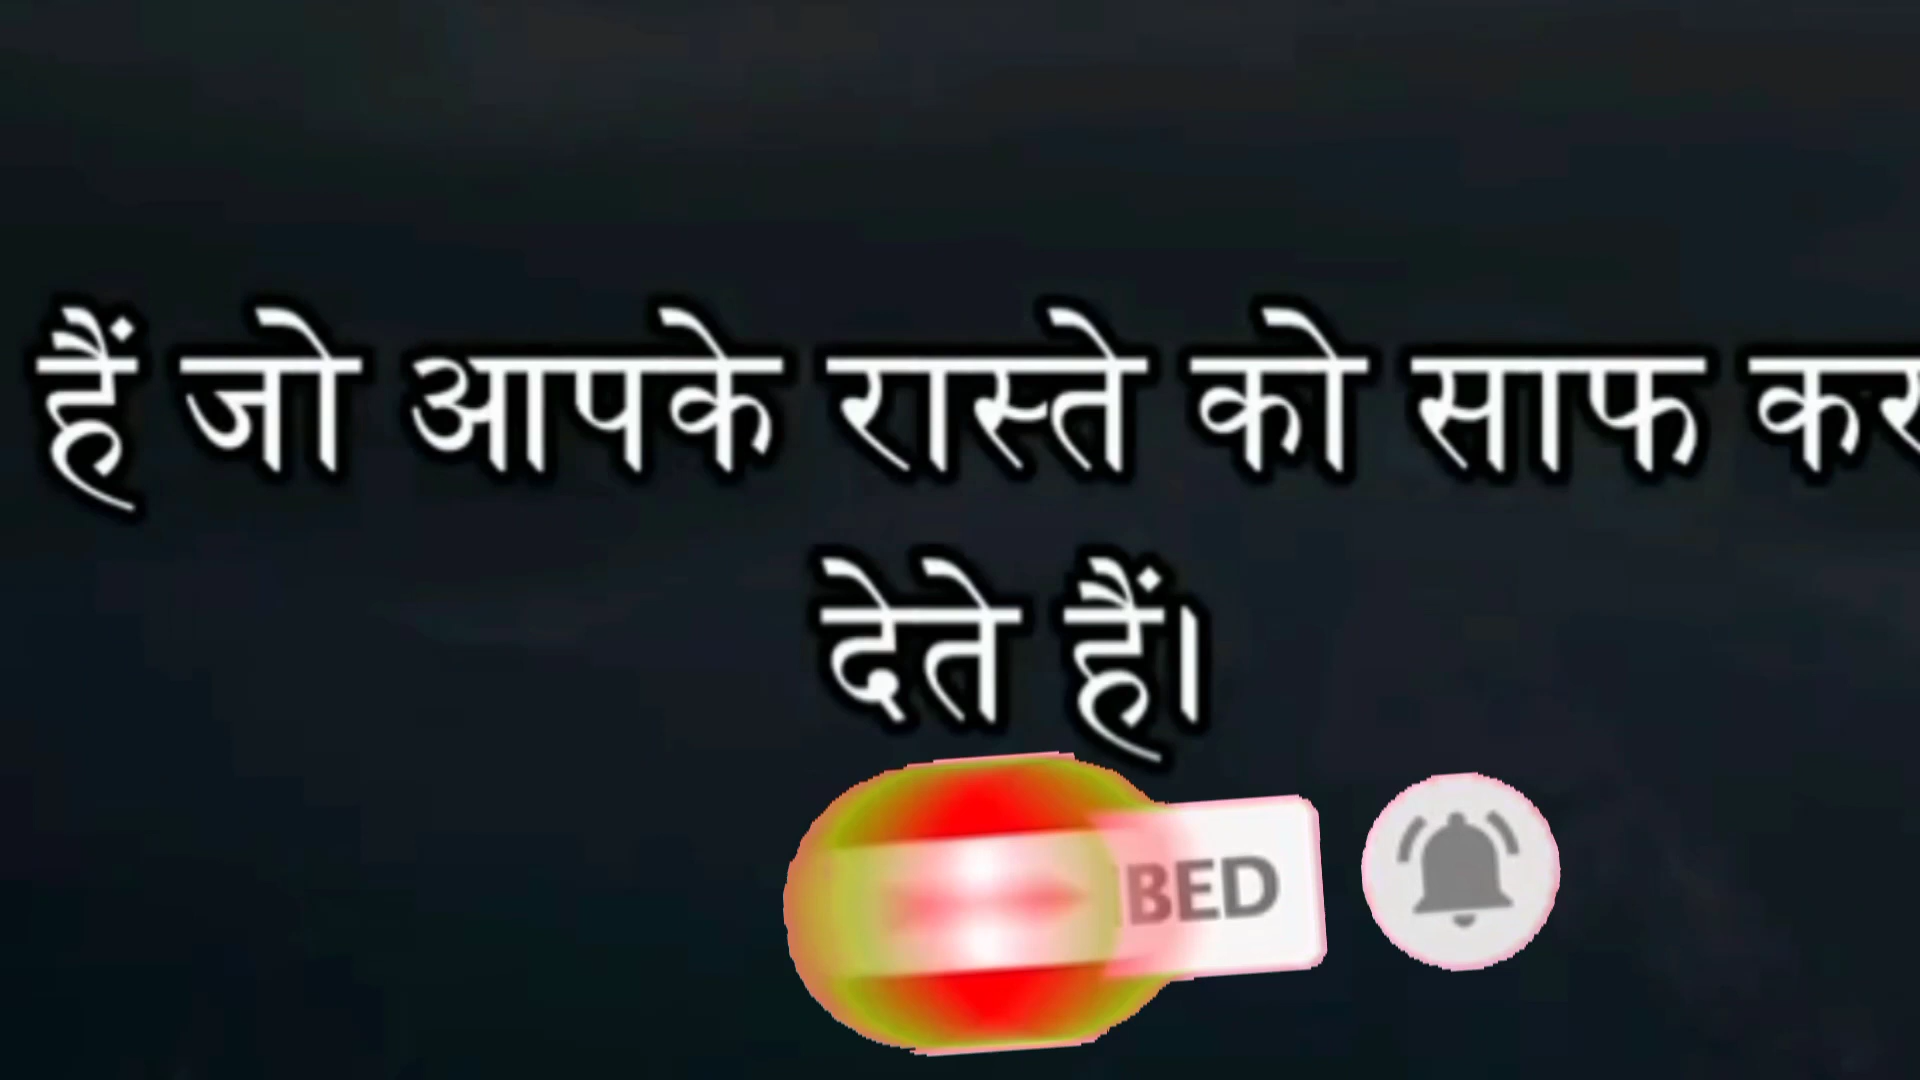 हैं जो आपके रास्ते को साफ कर
देते हैं।
BED